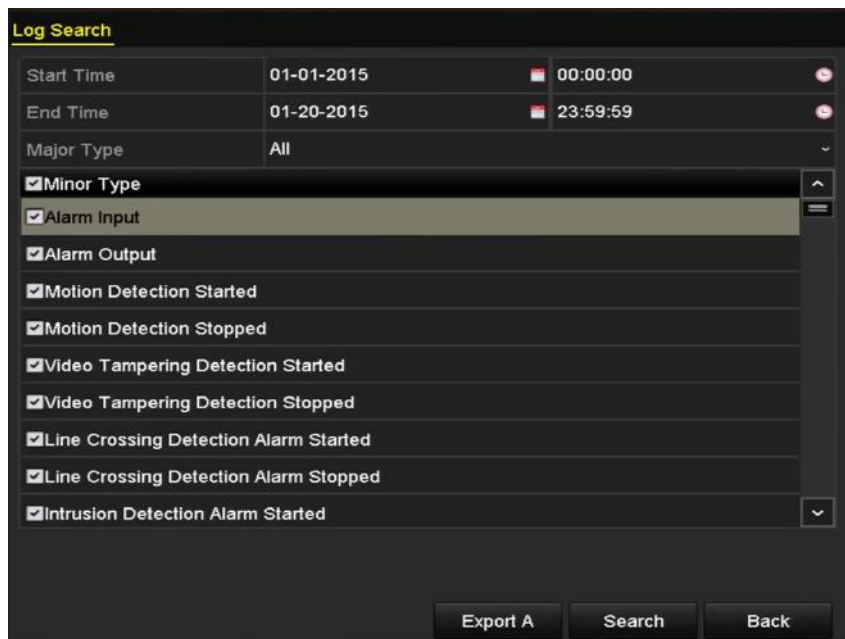 Log Search
Start Time 01-01-2015 00:00:00
End Time 01-20-2015 23:59:59
Major Type All
Minor Type
Alarm Input
Alarm Output
Motion Detection Started
Motion Detection Stopped
Video Tampering Detection Started
Video Tampering Detection Stopped
Line Crossing Detection Alarm Started
Line Crossing Detection Alarm Stopped
Intrusion Detection Alarm Started
Export A Search Back